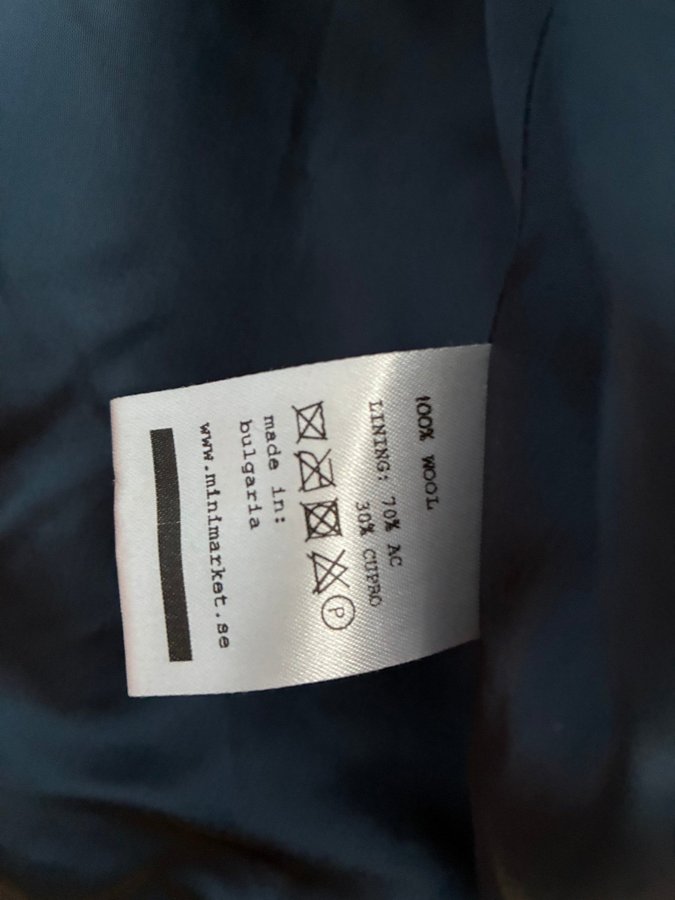 100% WOOL
LINING: 70% AC
30% CUPRO
P
made in:
bulgaria
www.minimarket.se